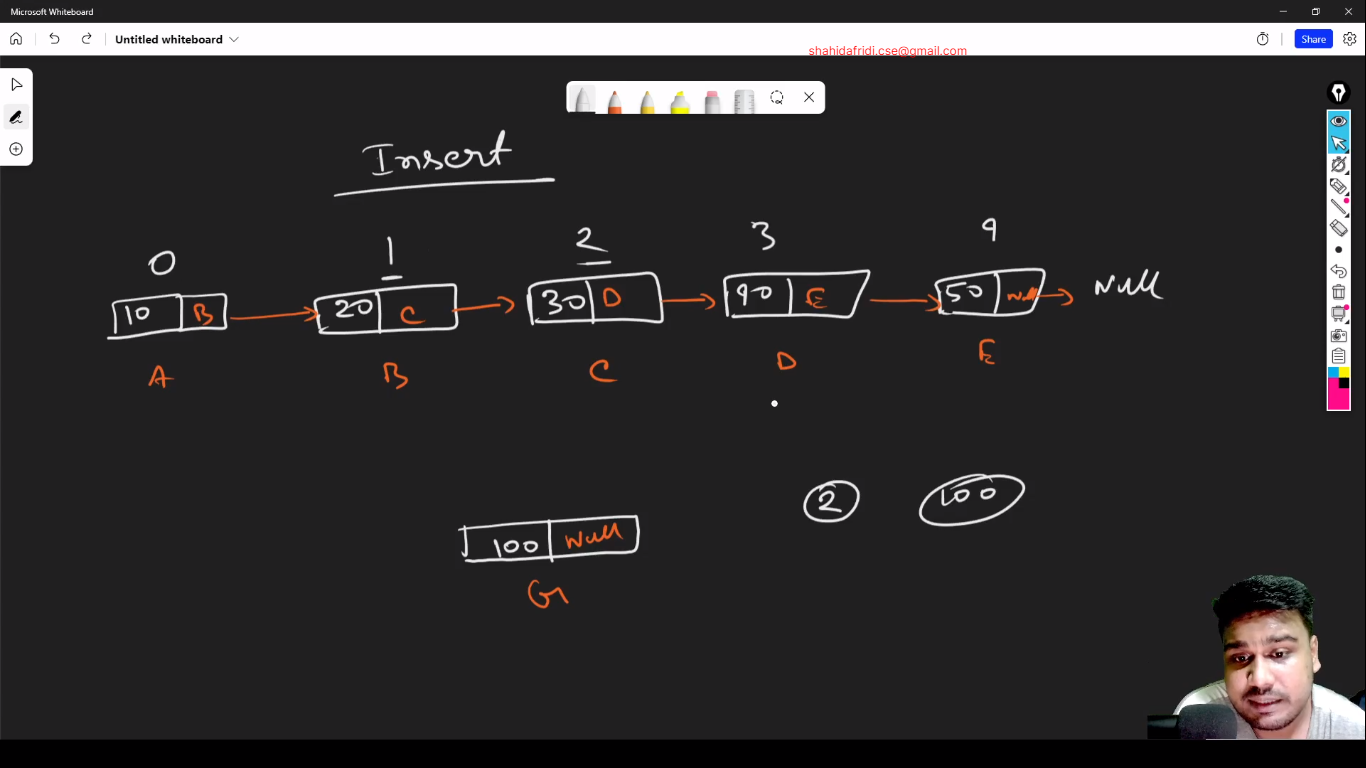 Microsoft Whiteboard
Untitled whiteboard
Share
shahidafridi.cse@gmail.com
Insert
0 1 2 3 4
10 B 20 C 30 D 40 E 50 Null Null
A B C D E
2 100
100 Null
G